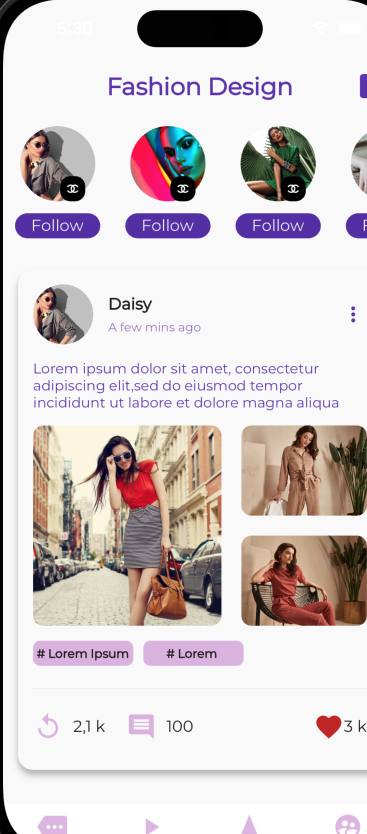 5:30
Fashion Design
Follow
Follow
Follow
Daisy
A few mins ago
Lorem ipsum dolor sit amet, consectetur
adipiscing elit,sed do eiusmod tempor
incididunt ut labore et dolore magna aliqua
# Lorem Ipsum
# Lorem
2,1 k
100
3 k